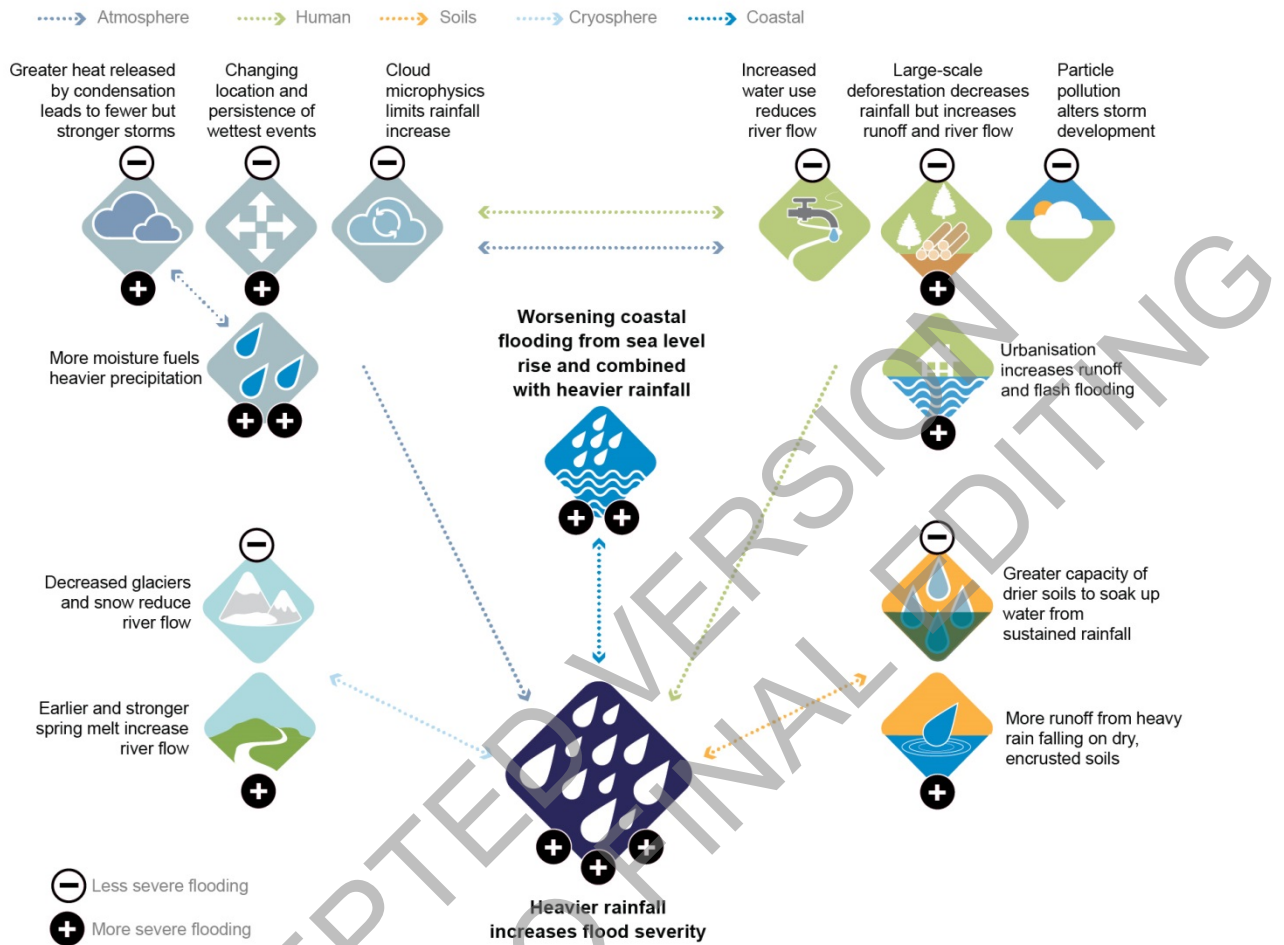 Atmosphere
Human
Soils
Cryosphere
Coastal
Greater heat released
by condensation
leads to fewer but
stronger storms
Changing
location and
persistence of
wettest events
Cloud
microphysics
limits rainfall
increase
Increased
water use
reduces
river flow
Large-scale
deforestation decreases
rainfall but increases
runoff and river flow
Particle
pollution
alters storm
development
More moisture fuels
heavier precipitation
Worsening coastal
flooding from sea level
rise and combined
with heavier rainfall
Urbanisation
increases runoff
and flash flooding
Decreased glaciers
and snow reduce
river flow
Greater capacity of
drier soils to soak up
water from
sustained rainfall
Earlier and stronger
spring melt increase
river flow
More runoff from heavy
rain falling on dry,
encrusted soils
Less severe flooding
More severe flooding
Heavier rainfall
increases flood severity
VERSION
FINAL EDITING